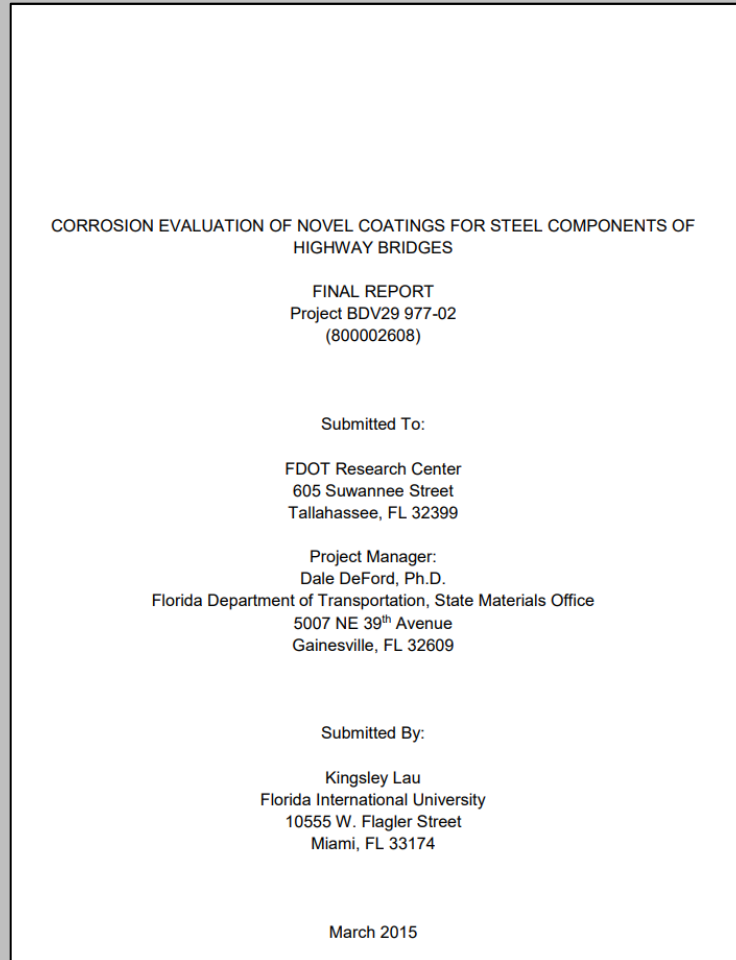 CORROSION EVALUATION OF NOVEL COATINGS FOR STEEL COMPONENTS OF
HIGHWAY BRIDGES
FINAL REPORT
Project BDV29 977-02
(800002608)
Submitted To:
FDOT Research Center
605 Suwannee Street
Tallahassee, FL 32399
Project Manager:
Dale DeFord, Ph.D.
Florida Department of Transportation, State Materials Office
5007 NE 39th Avenue
Gainesville, FL 32609
Submitted By:
Kingsley Lau
Florida International University
10555 W. Flagler Street
Miami, FL 33174
March 2015